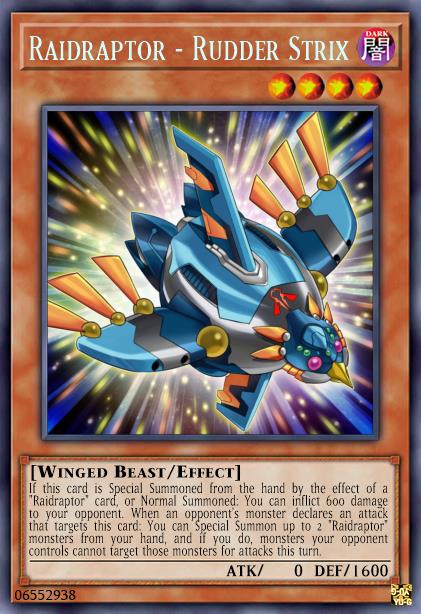 RAIDRAPTOR - RUDDER STRIX
DARK
闇
[WINGED BEAST/EFFECT]
If this card is Special Summoned from the hand by the effect of a
"Raidraptor" card, or Normal Summoned: You can inflict 600 damage
to your opponent. When an opponent's monster declares an attack
that targets this card: You can Special Summon up to 2 "Raidraptor"
monsters from your hand, and if you do, monsters your opponent
controls cannot target those monsters for attacks this turn.
ATK/ 0 DEF/1600
06552938